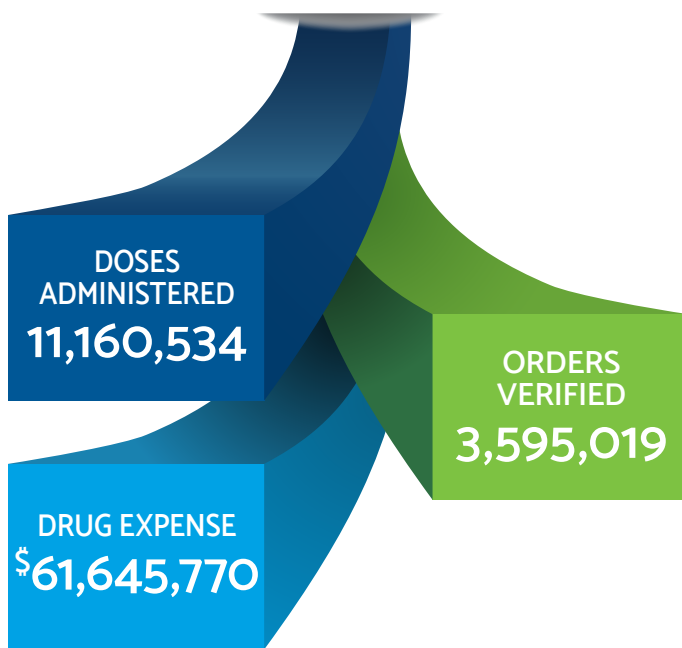 DOSES
ADMINISTERED
11,160,534
ORDERS
VERIFIED
3,595,019
DRUG EXPENSE
$61,645,770